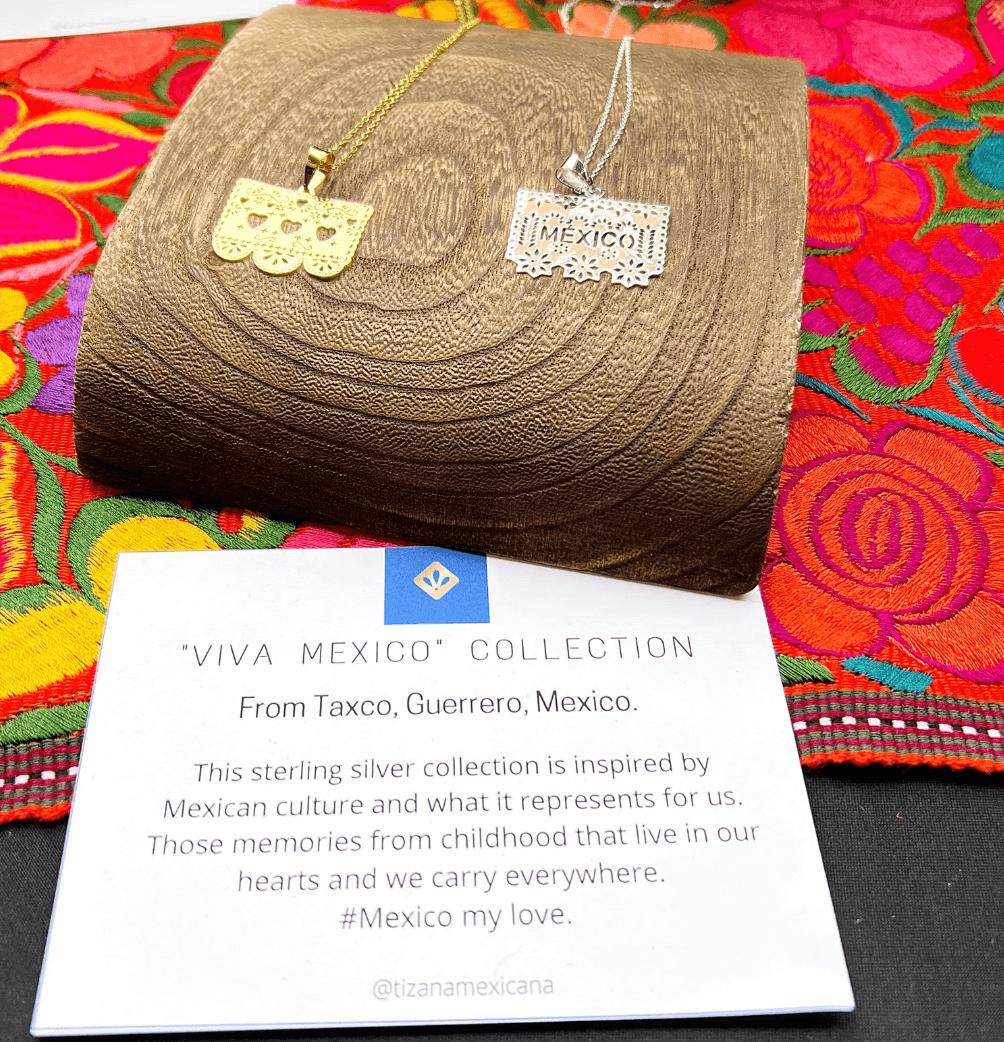 MÉXICO
"VIVA MEXICO" COLLECTION
From Taxco, Guerrero, Mexico.
This sterling silver collection is inspired by
Mexican culture and what it represents for us.
Those memories from childhood that live in our
hearts and we carry everywhere.
#Mexico my love.
@tizanamexicana